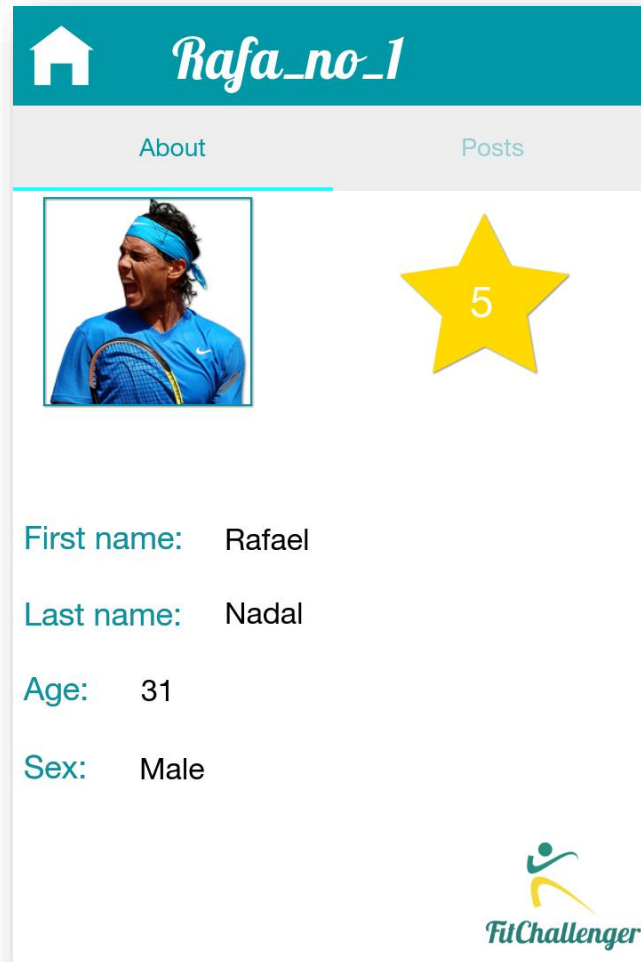 Rafa_no_1
About Posts
5
First name: Rafael
Last name: Nadal
Age: 31
Sex: Male
FitChallenger